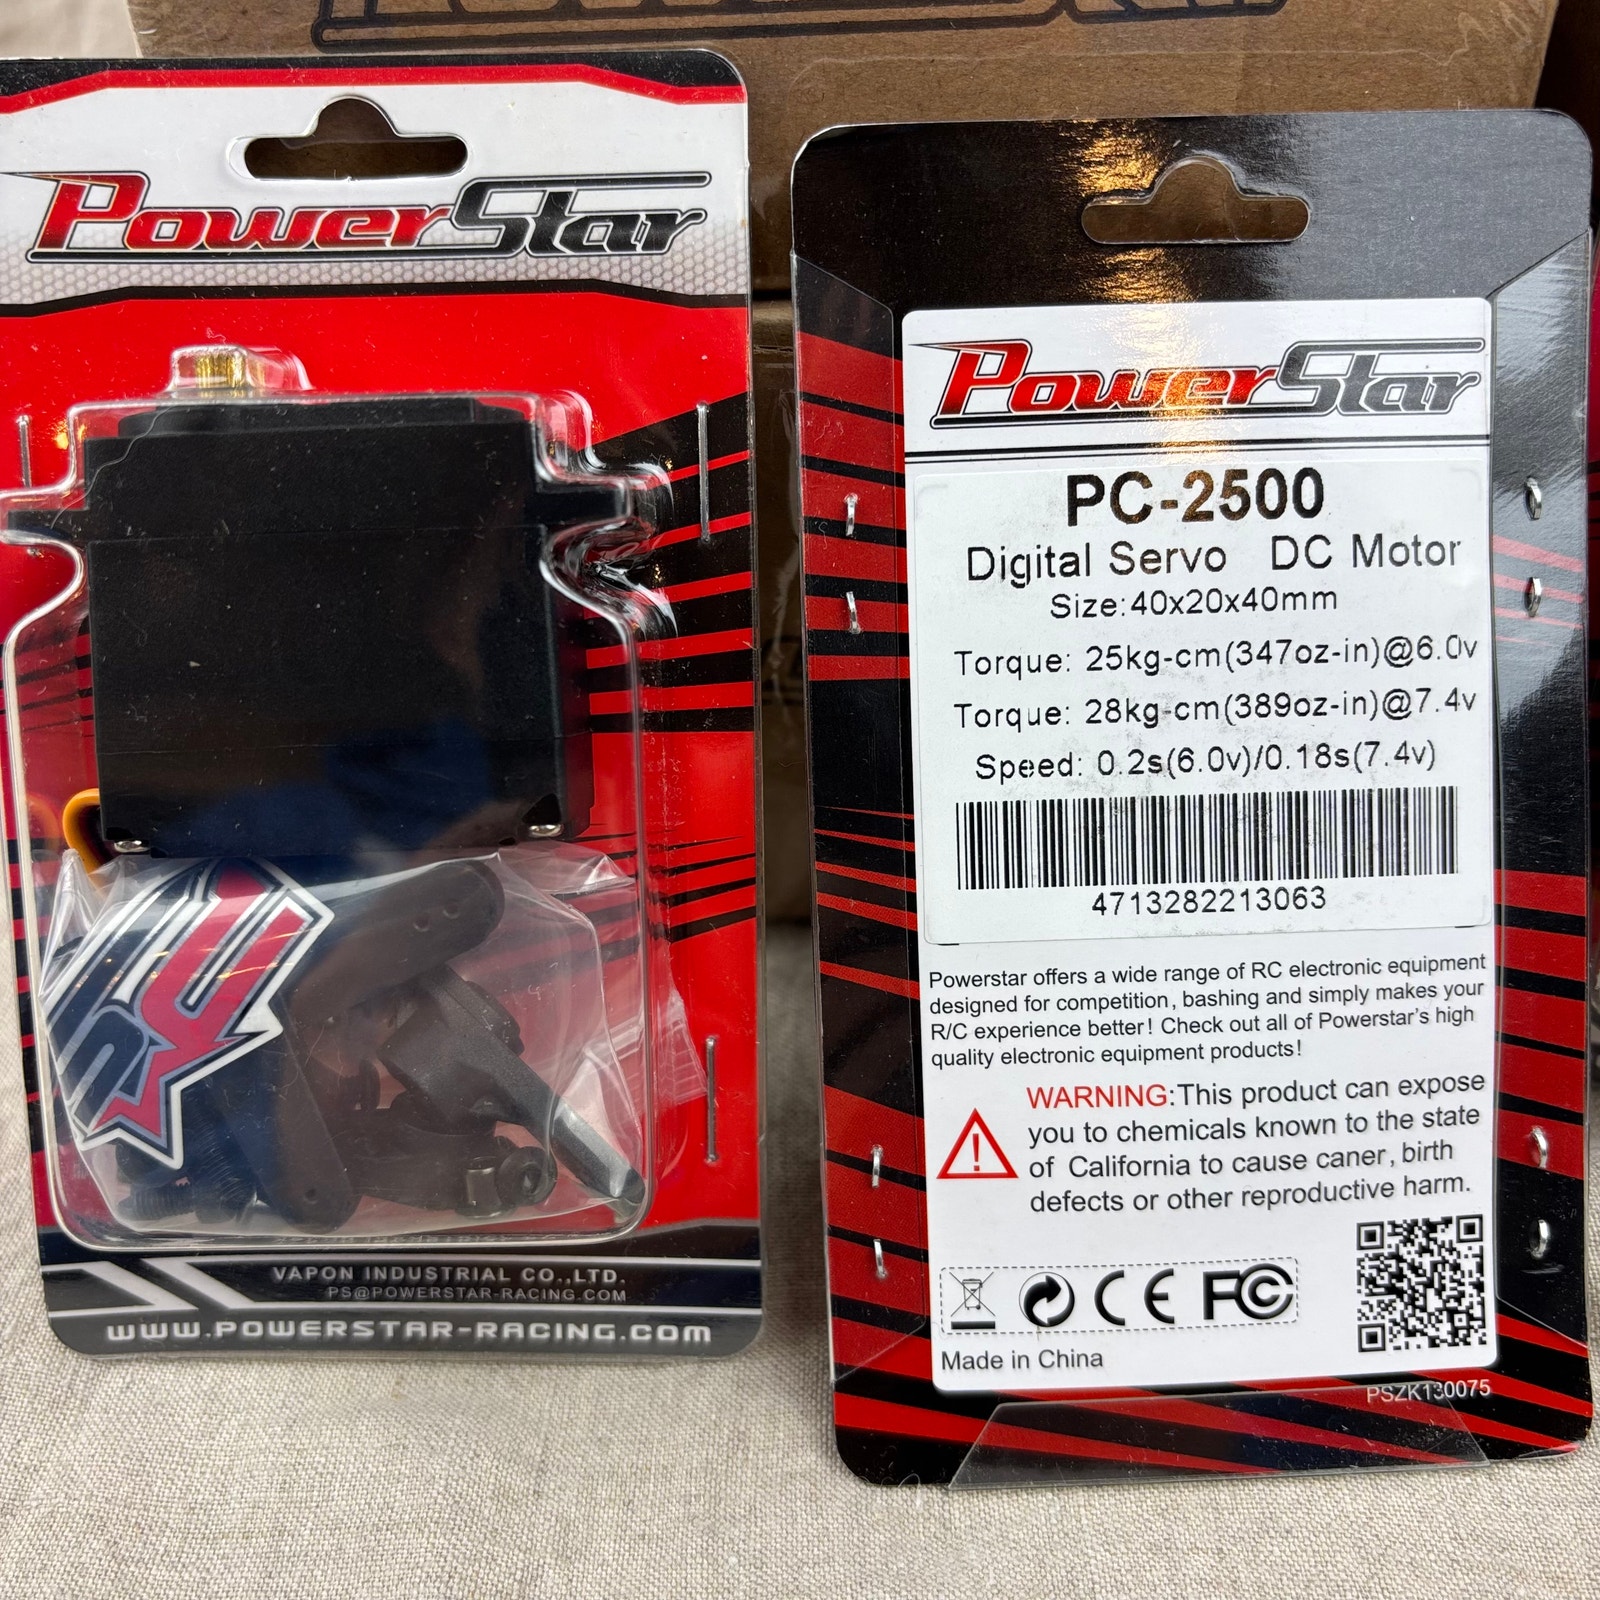 PowerStar
VAPON INDUSTRIAL CO.,LTD.
PS@POWERSTAR-RACING.COM
WWW.POWERSTAR-RACING.COM
PowerStar
PC-2500
Digital Servo DC Motor
Size:40x20x40mm
Torque: 25kg-cm(347oz-in)@6.0v
Torque: 28kg-cm(389oz-in)@7.4v
Speed: 0.2s(6.0v)/0.18s(7.4v)
4713282213063
Powerstar offers a wide range of RC electronic equipment
designed for competition, bashing and simply makes your
R/C experience better! Check out all of Powerstar's high
quality electronic equipment products!
WARNING:This product can expose
you to chemicals known to the state
of California to cause caner, birth
defects or other reproductive harm.
CE FC
Made in China
PSZK130075